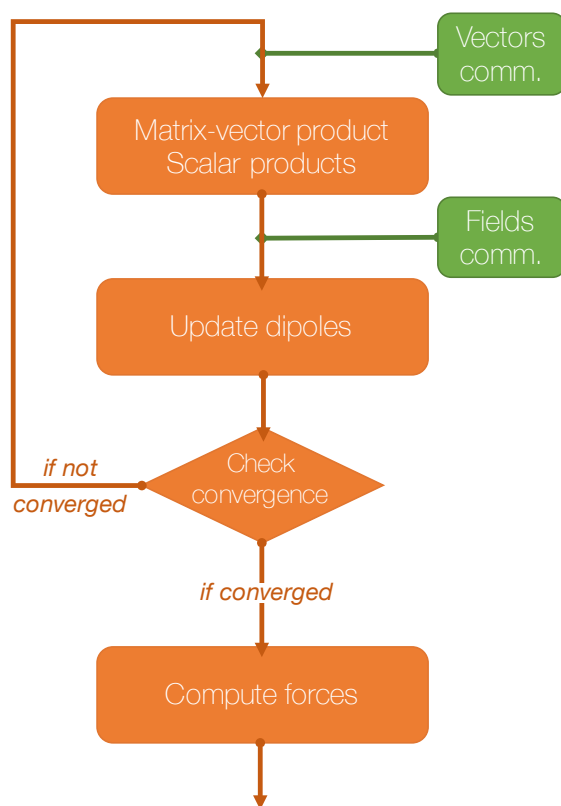 Vectors
comm.
Matrix-vector product
Scalar products
Fields
comm.
Update dipoles
Check
convergence
if not
converged
if converged
Compute forces